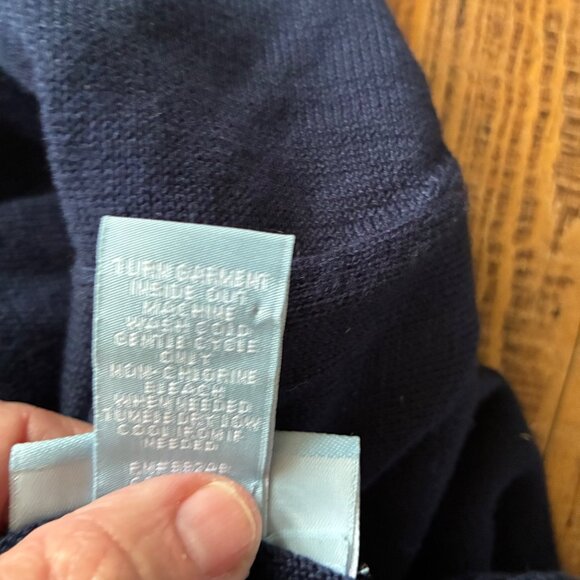 TURN GARMENT
INSIDE OUT
MACHINE
WASH COLD
GENTLE CYCLE
ONLY
NON-CHLORINE
BLEACH
WHEN NEEDED
TUMBLE DRY LOW
COOL IRON IF
NEEDED